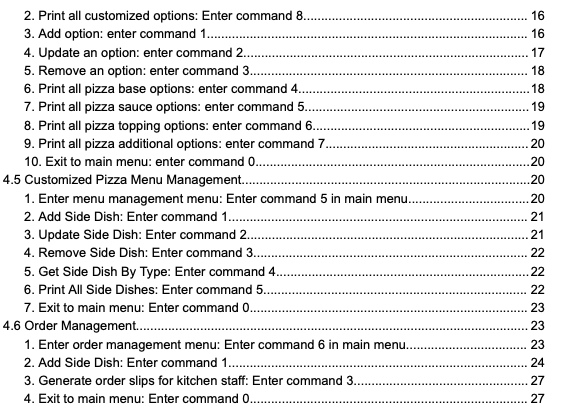 2. Print all customized options: Enter command 8.................................................................. 16
3. Add option: enter command 1............................................................................................. 16
4. Update an option: enter command 2................................................................................... 17
5. Remove an option: enter command 3................................................................................. 18
6. Print all pizza base options: enter command 4................................................................... 18
7. Print all pizza sauce options: enter command 5................................................................. 19
8. Print all pizza topping options: enter command 6................................................................19
9. Print all pizza additional options: enter command 7............................................................20
10. Exit to main menu: enter command 0................................................................................ 20
4.5 Customized Pizza Menu Management....................................................................................20
1. Enter menu management menu: Enter command 5 in main menu................................... 20
2. Add Side Dish: Enter command 1....................................................................................... 21
3. Update Side Dish: Enter command 2..................................................................................21
4. Remove Side Dish: Enter command 3................................................................................ 22
5. Get Side Dish By Type: Enter command 4......................................................................... 22
6. Print All Side Dishes: Enter command 5............................................................................. 22
7. Exit to main menu: Enter command 0................................................................................. 23
4.6 Order Management................................................................................................................. 23
1. Enter order management menu: Enter command 6 in main menu................................... 23
2. Add Side Dish: Enter command 1....................................................................................... 24
3. Generate order slips for kitchen staff: Enter command 3................................................... 27
4. Exit to main menu: Enter command 0................................................................................. 27